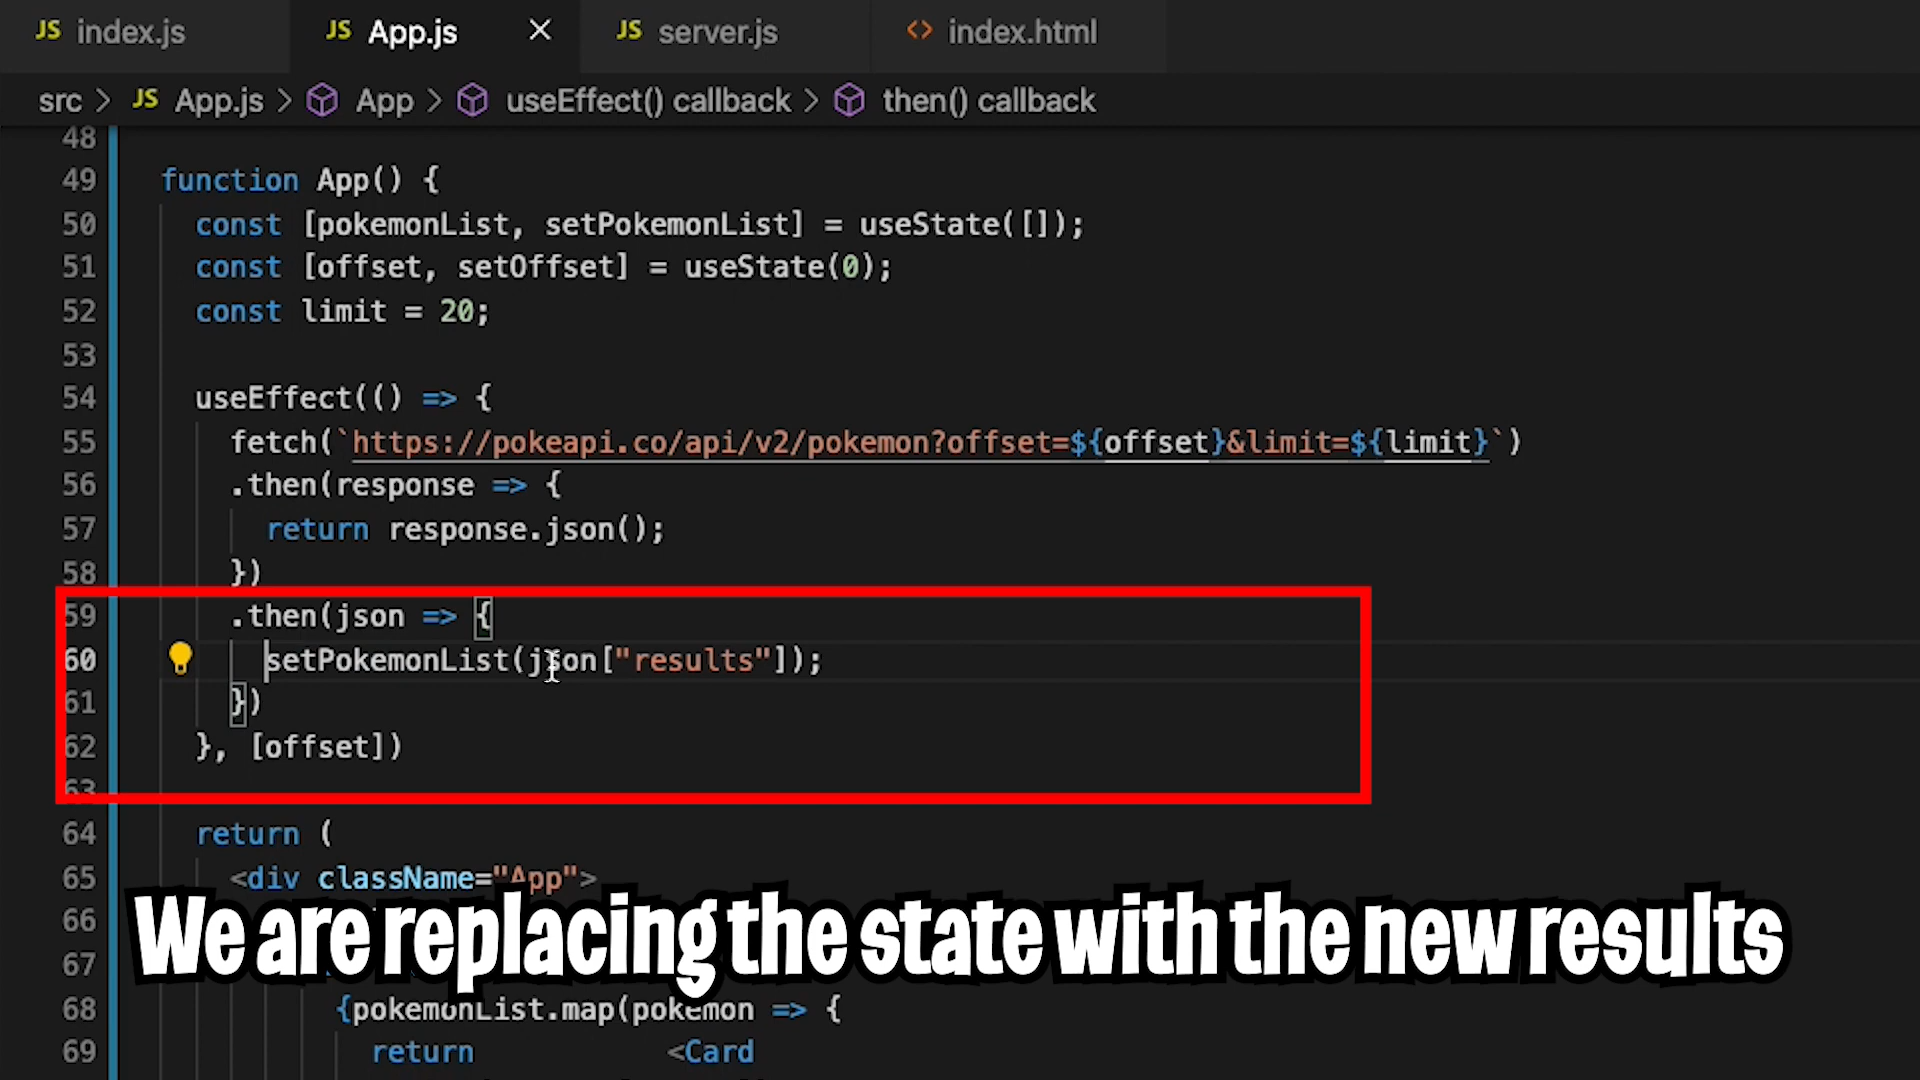 JS index.js JS App.js × JS server.js <> index.html
src > JS App.js > App > useEffect() callback > then() callback
48
49 function App() {
50 const [pokemonList, setPokemonList] = useState([]);
51 const [offset, setOffset] = useState(0);
52 const limit = 20;
53
54 useEffect(() => {
55 fetch(`https://pokeapi.co/api/v2/pokemon?offset=${offset}&limit=${limit}`)
56 .then(response => {
57 return response.json();
58 })
59 .then(json => {
60 setPokemonList(json["results"]);
61 })
62 }, [offset])
63
64 return (
65 <div className="App">
66
We are replacing the state with the new results
67
68 {pokemonList.map(pokemon => {
69 return <Card